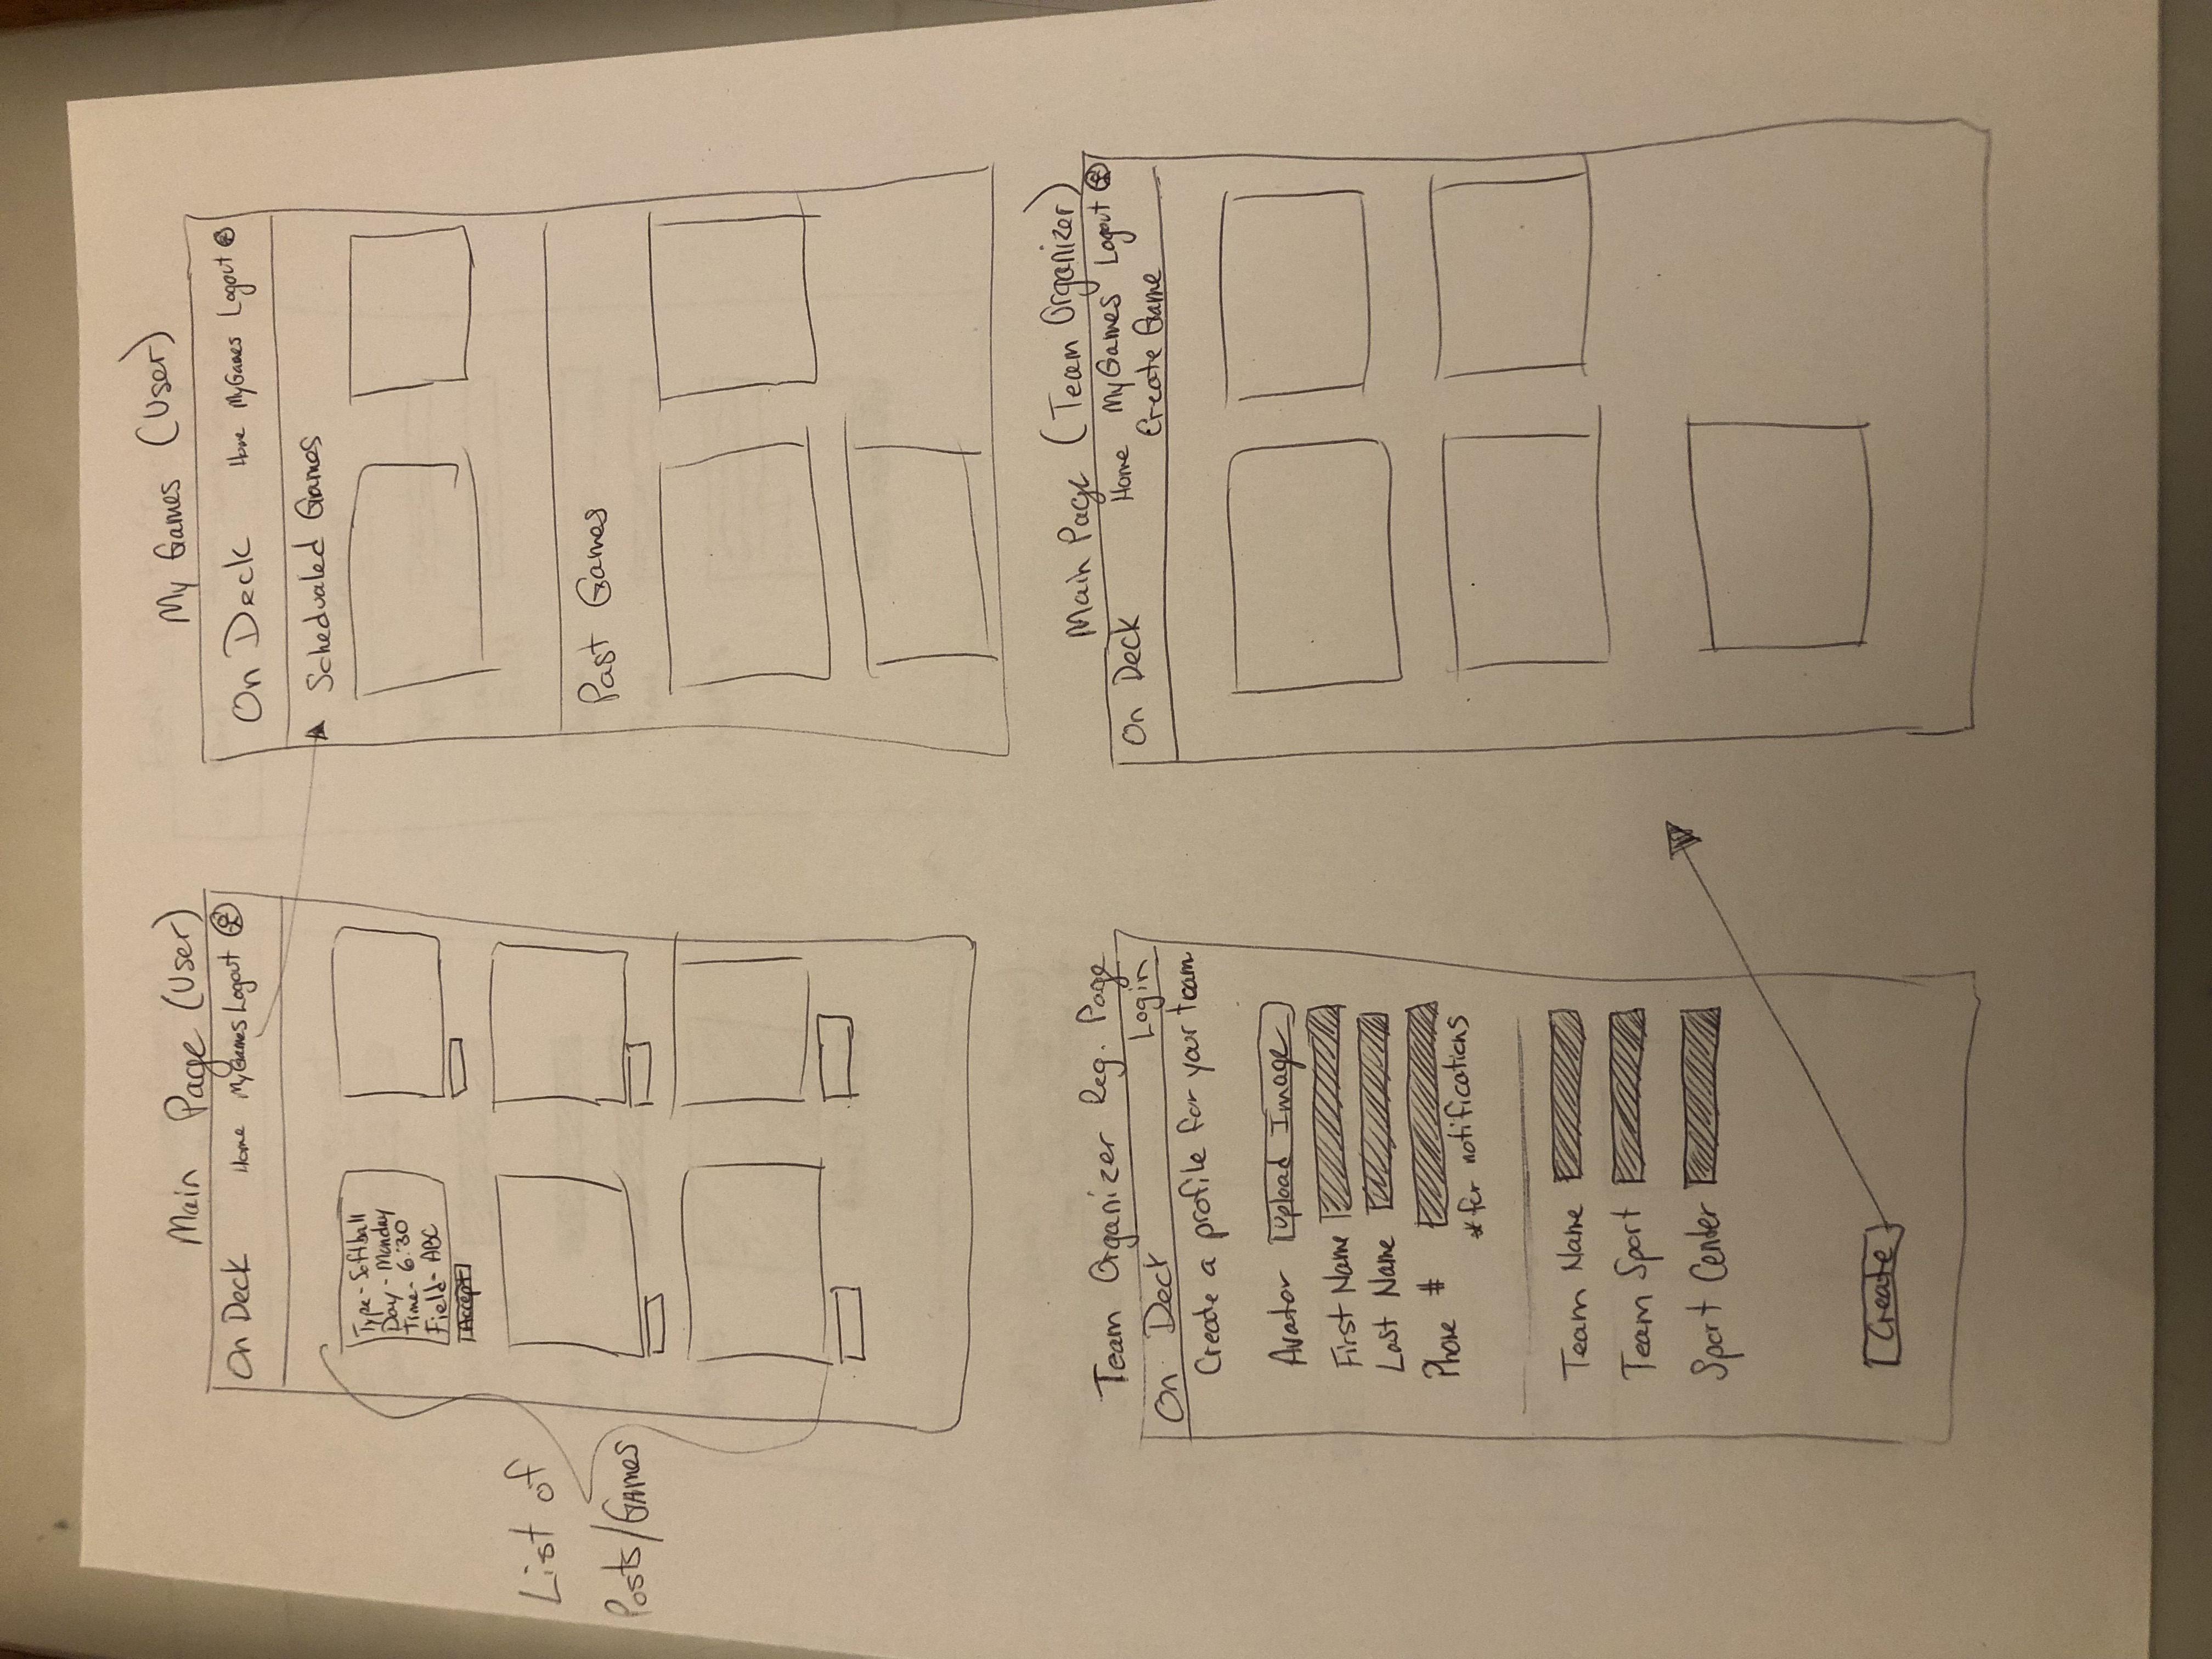 Main Page (User)
On Deck Home MyGames Logout
Type - Softball
Day - Monday
Time - 6:30
Field - ABC
Accept
List of
Posts/Games
My Games (User)
On Deck Home MyGames Logout
Schedualed Games
Past Games
Team Organizer Reg. Page
On Deck Login
Create a profile for your team
Avator Upload Image
First Name
Last Name
Phone #
*for notifications
Team Name
Team Sport
Sport Center
Create
Main Page (Team Organizer)
On Deck Home MyGames Logout
Create Game